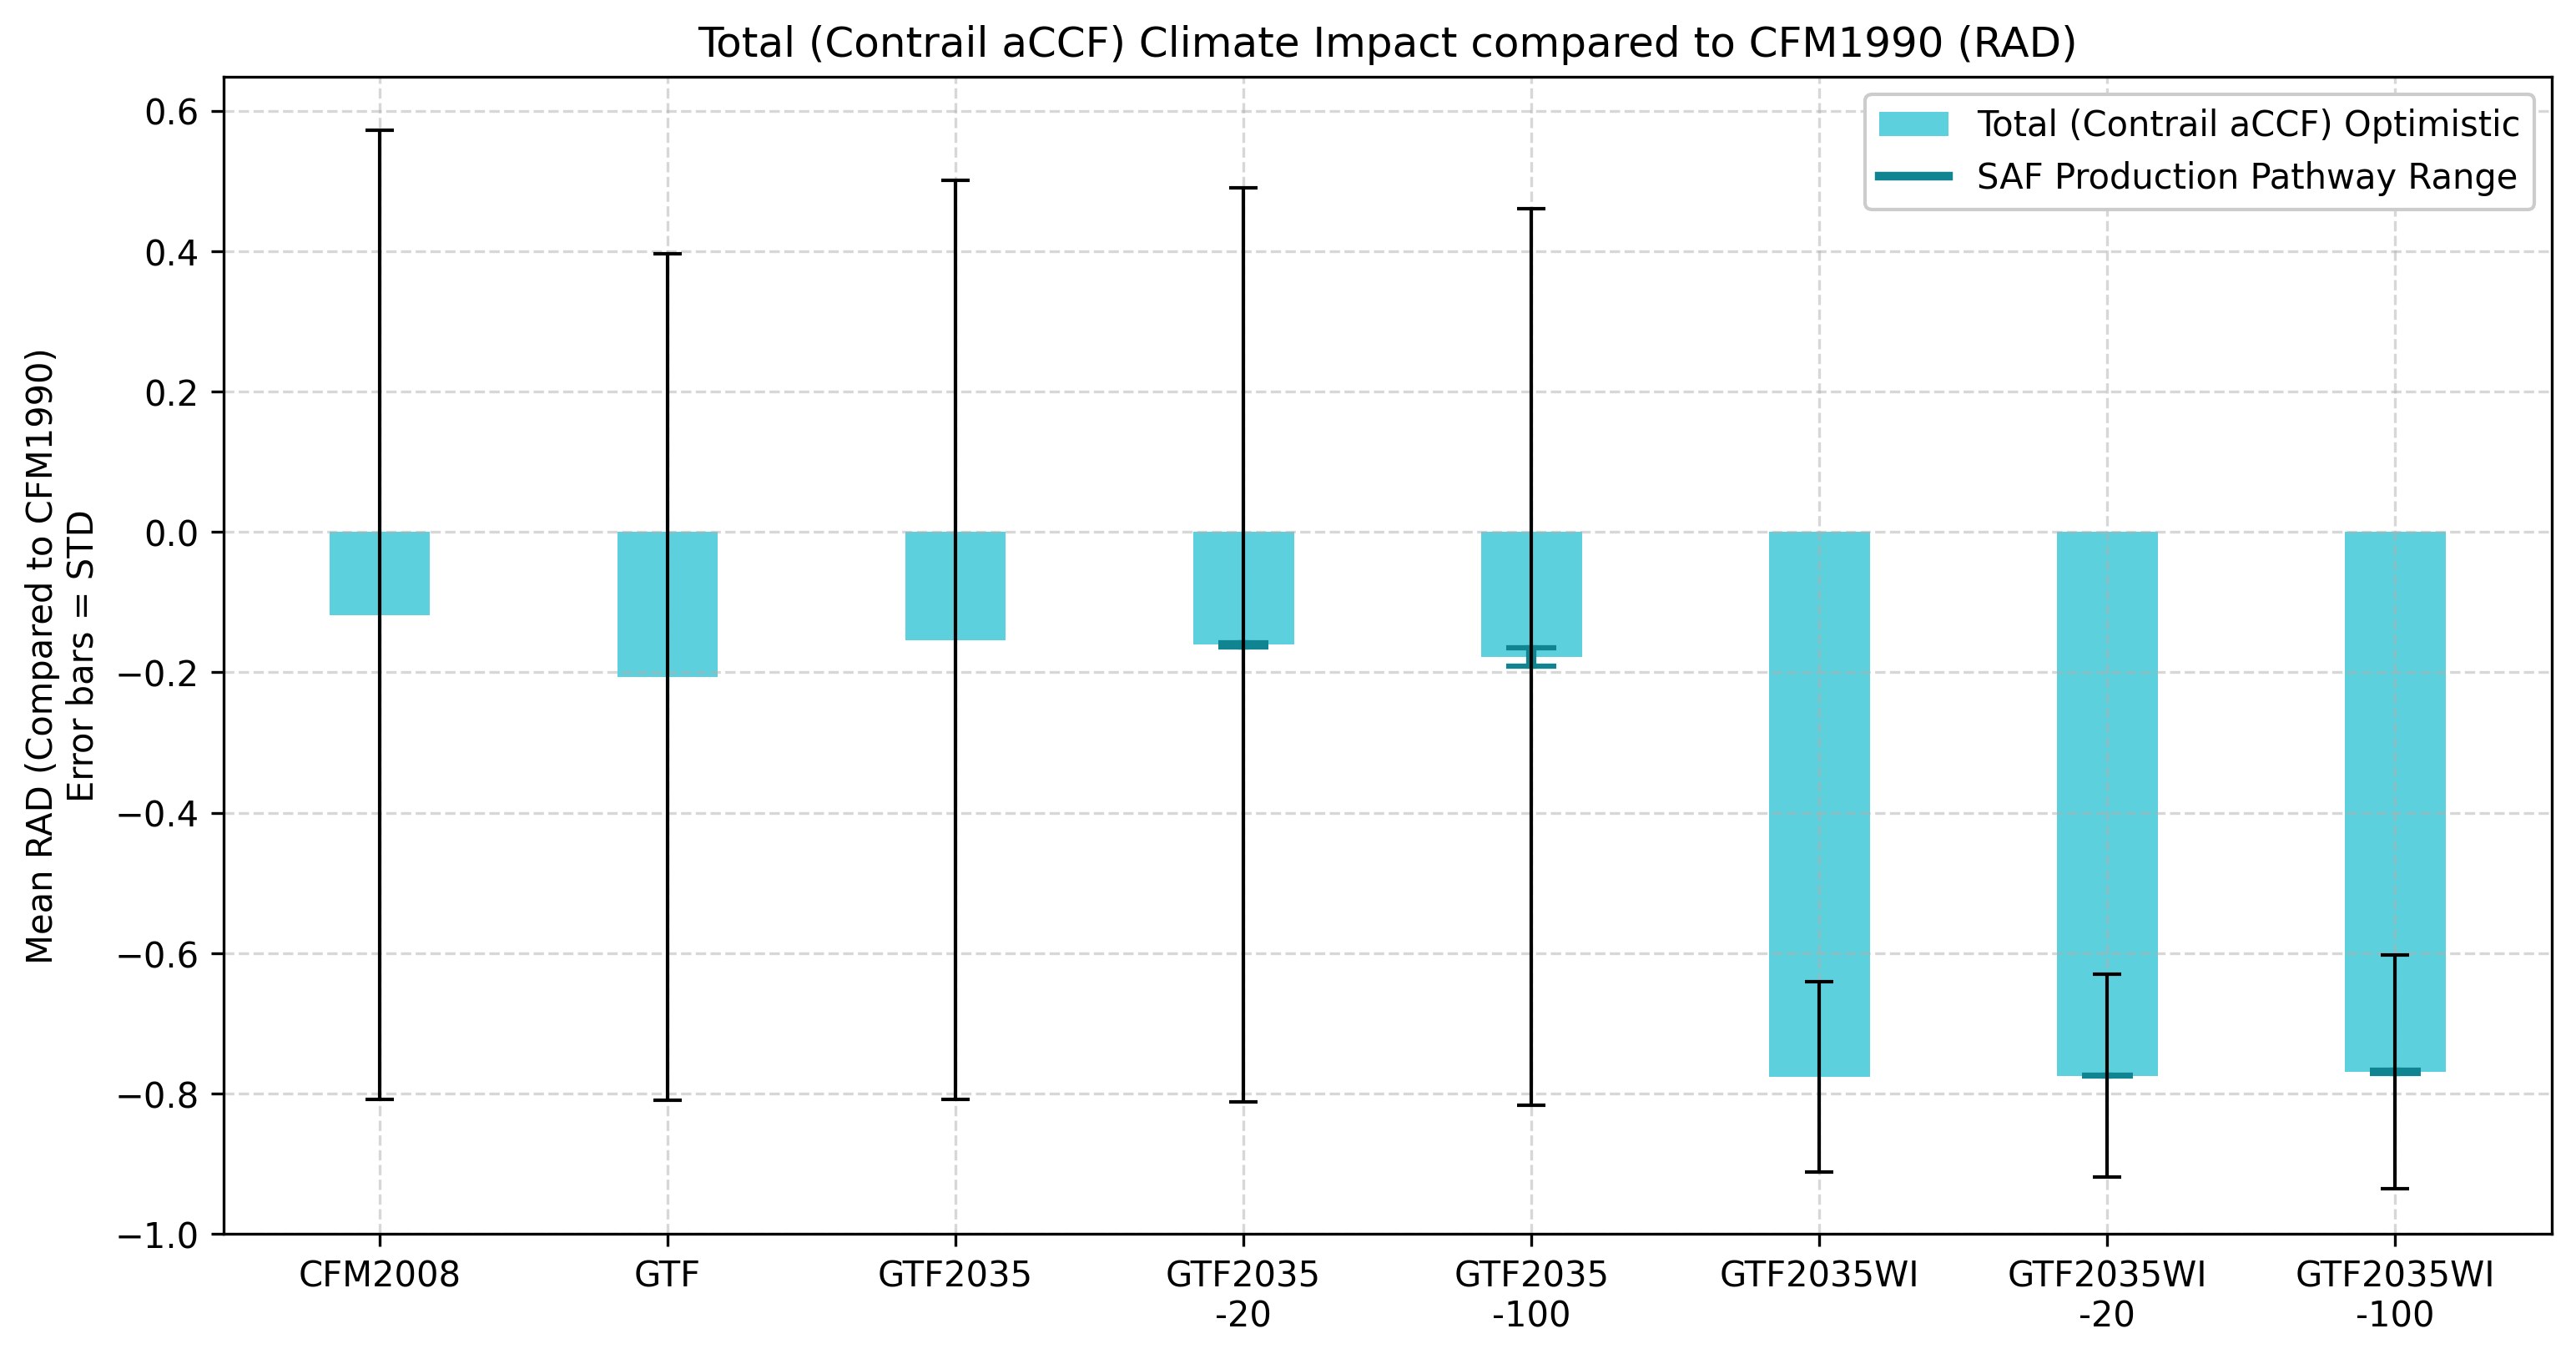 Total (Contrail aCCF) Climate Impact compared to CFM1990 (RAD)
Total (Contrail aCCF) Optimistic
SAF Production Pathway Range
Mean RAD (Compared to CFM1990)
Error bars = STD
0.6
0.4
0.2
0.0
−0.2
−0.4
−0.6
−0.8
−1.0
CFM2008
GTF
GTF2035
GTF2035
-20
GTF2035
-100
GTF2035WI
GTF2035WI
-20
GTF2035WI
-100